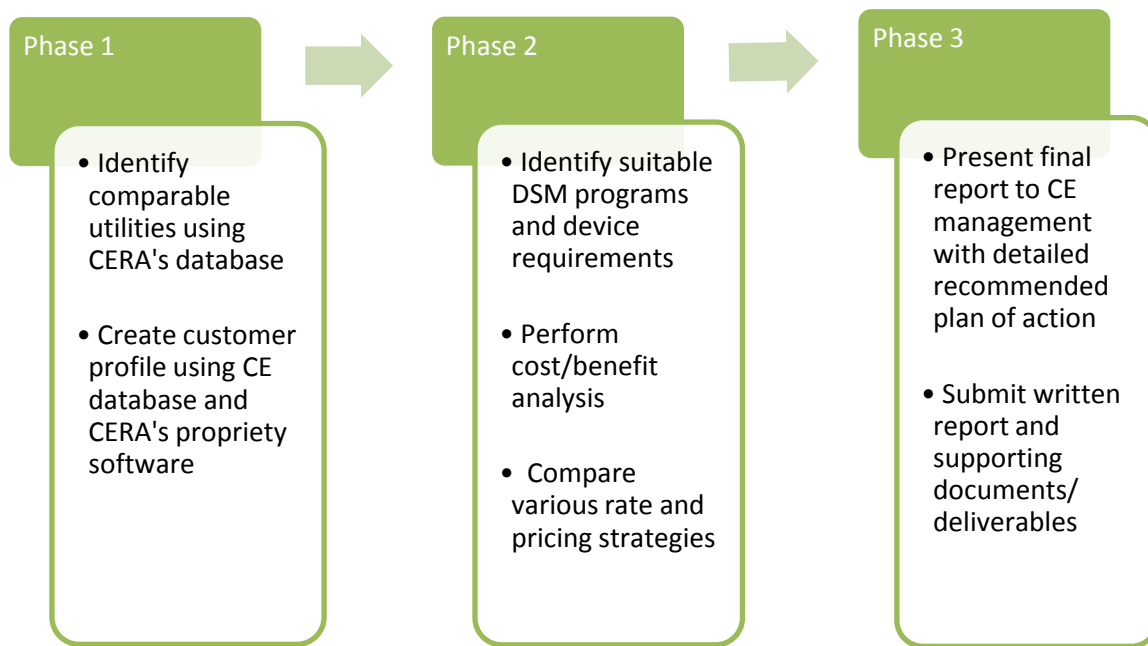 Phase 1
• Identify
comparable
utilities using
CERA's database
• Create customer
profile using CE
database and
CERA's propriety
software
Phase 2
• Identify suitable
DSM programs
and device
requirements
• Perform
cost/benefit
analysis
• Compare
various rate and
pricing strategies
Phase 3
• Present final
report to CE
management
with detailed
recommended
plan of action
• Submit written
report and
supporting
documents/
deliverables